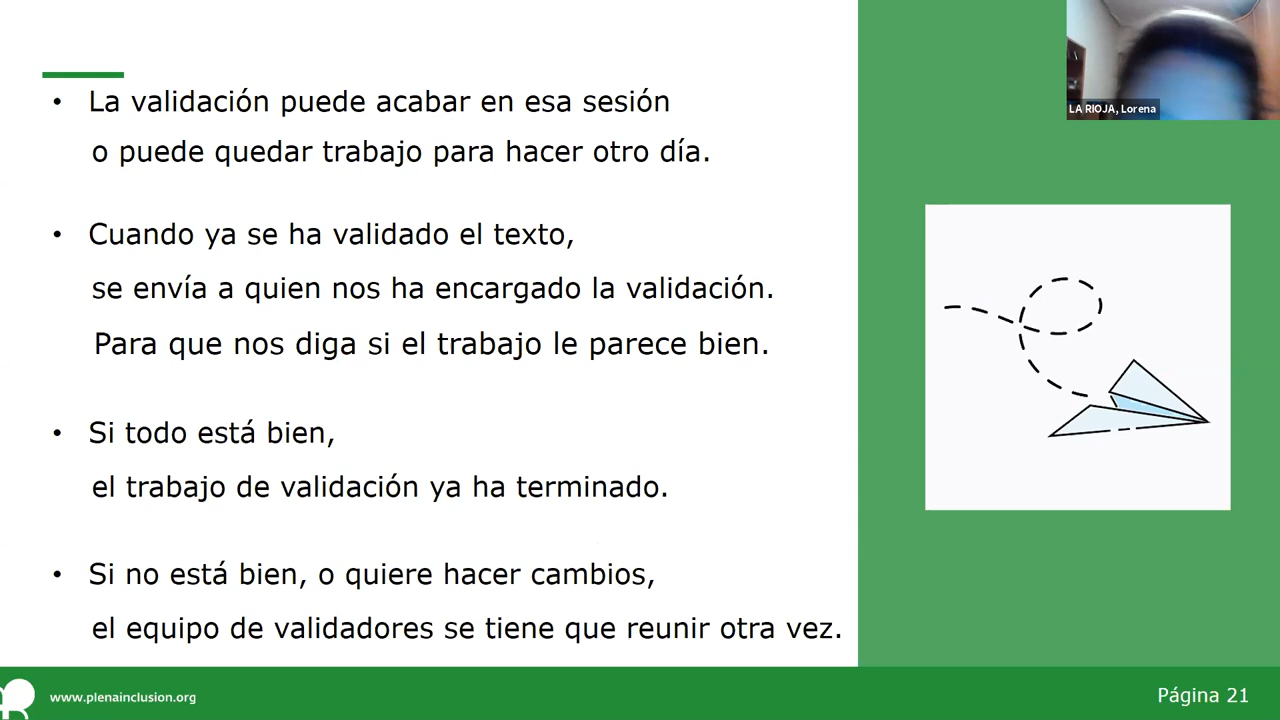 LA RIOJA, Lorena
• La validación puede acabar en esa sesión
o puede quedar trabajo para hacer otro día.
• Cuando ya se ha validado el texto,
se envía a quien nos ha encargado la validación.
Para que nos diga si el trabajo le parece bien.
• Si todo está bien,
el trabajo de validación ya ha terminado.
• Si no está bien, o quiere hacer cambios,
el equipo de validadores se tiene que reunir otra vez.
www.plenainclusion.org
Página 21